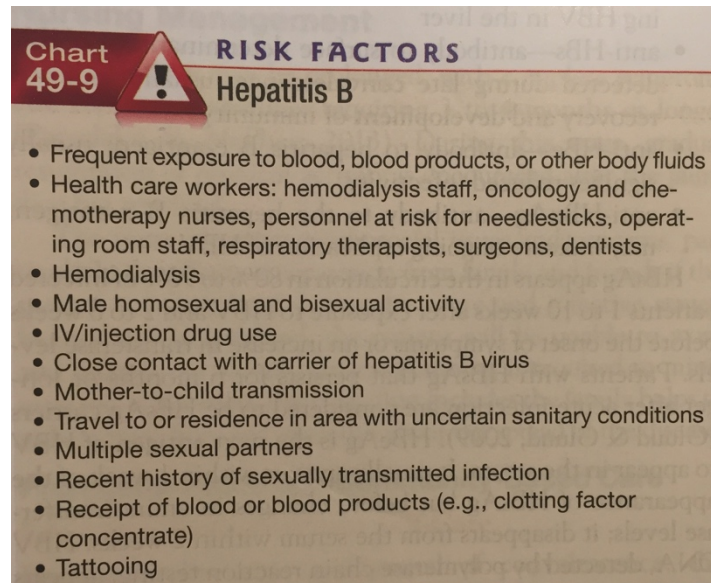 Chart
49-9
RISK FACTORS
Hepatitis B
• Frequent exposure to blood, blood products, or other body fluids
• Health care workers: hemodialysis staff, oncology and che-
motherapy nurses, personnel at risk for needlesticks, operat-
ing room staff, respiratory therapists, surgeons, dentists
• Hemodialysis
• Male homosexual and bisexual activity
• IV/injection drug use
• Close contact with carrier of hepatitis B virus
• Mother-to-child transmission
• Travel to or residence in area with uncertain sanitary conditions
• Multiple sexual partners
• Recent history of sexually transmitted infection
• Receipt of blood or blood products (e.g., clotting factor
concentrate)
• Tattooing